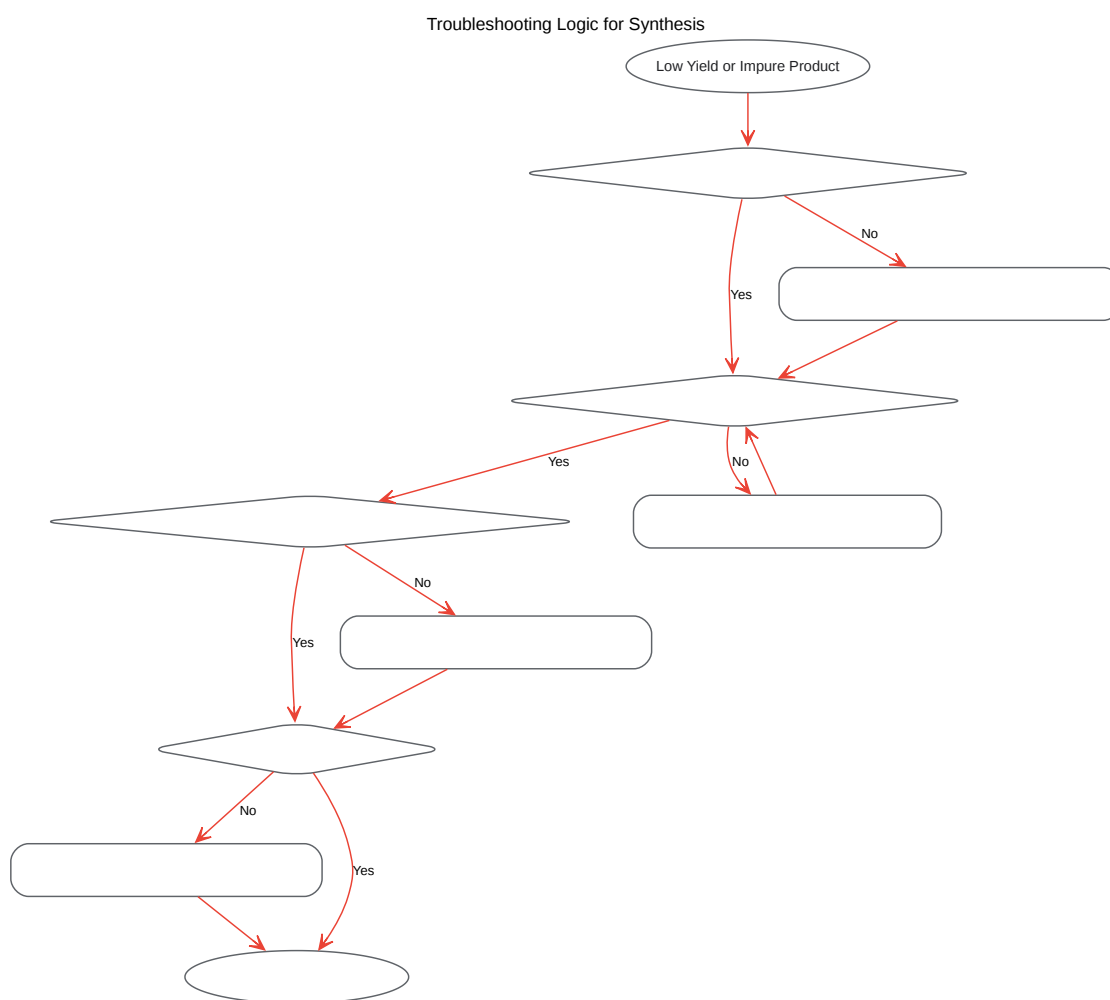 Troubleshooting Logic for Synthesis
Low Yield or Impure Product
No
Yes
Yes
No
No
Yes
No
Yes